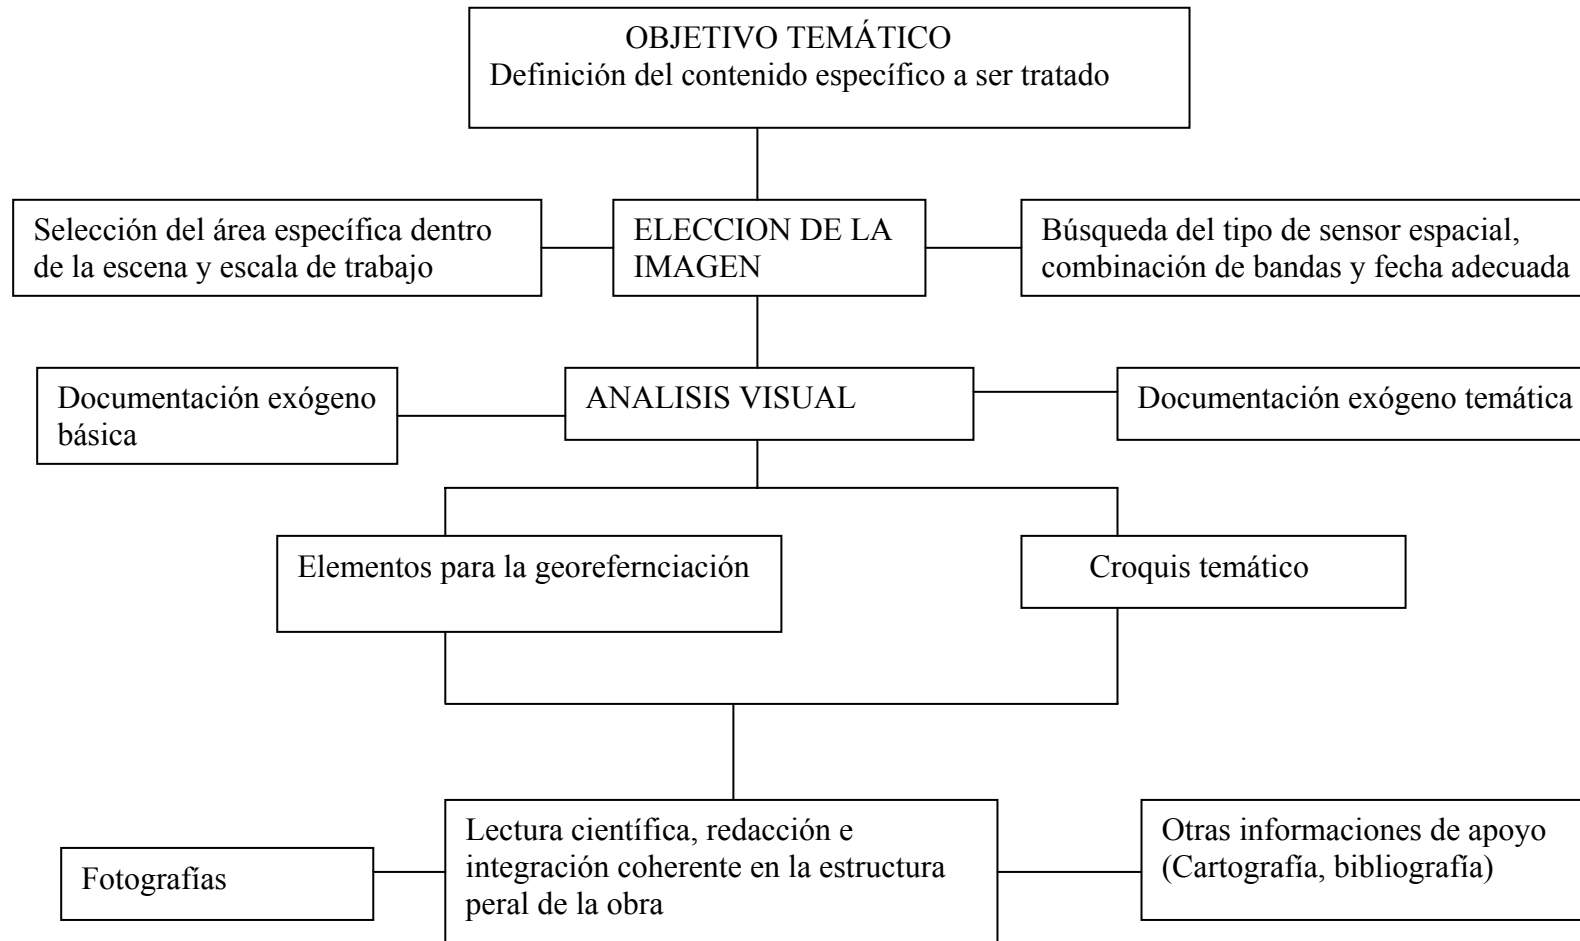 OBJETIVO TEMÁTICO
Definición del contenido específico a ser tratado
Selección del área específica dentro
de la escena y escala de trabajo
ELECCION DE LA
IMAGEN
Búsqueda del tipo de sensor espacial,
combinación de bandas y fecha adecuada
Documentación exógeno
básica
ANALISIS VISUAL
Documentación exógeno temática
Elementos para la georefernciación
Croquis temático
Fotografías
Lectura científica, redacción e
integración coherente en la estructura
peral de la obra
Otras informaciones de apoyo
(Cartografía, bibliografía)